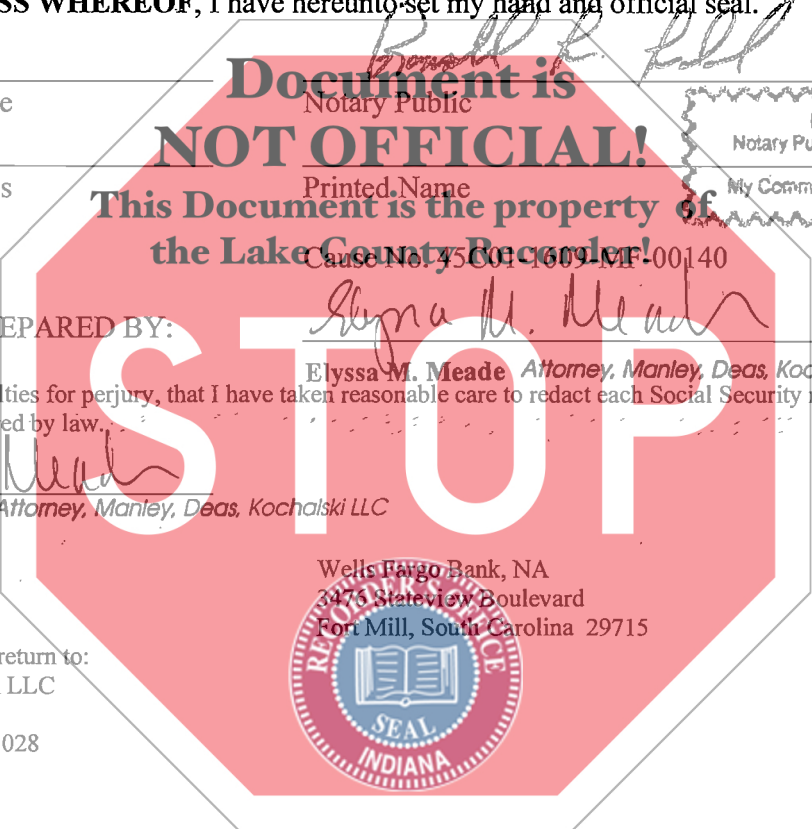 SS WHEREOF, I have hereunto set my hand and official seal.
Document is
e
Notary Public
NOT OFFICIAL!
Notary Pu
s
Printed Name
My Comm
This Document is the property of
the Lake County Recorder!
Cause No. 45C01-1609-MF-00140
Elyssa M. Meade
EPARED BY:
STOP
Elyssa M. Meade Attorney, Manley, Deas, Koc
lties for perjury, that I have taken reasonable care to redact each Social Security
ed by law.
Meade
Attorney, Manley, Deas, Kochalski LLC
Wells Fargo Bank, NA
3476 Stateview Boulevard
Fort Mill, South Carolina 29715
RECORDER'S OFFICE
SEAL
INDIANA
return to:
LLC
028